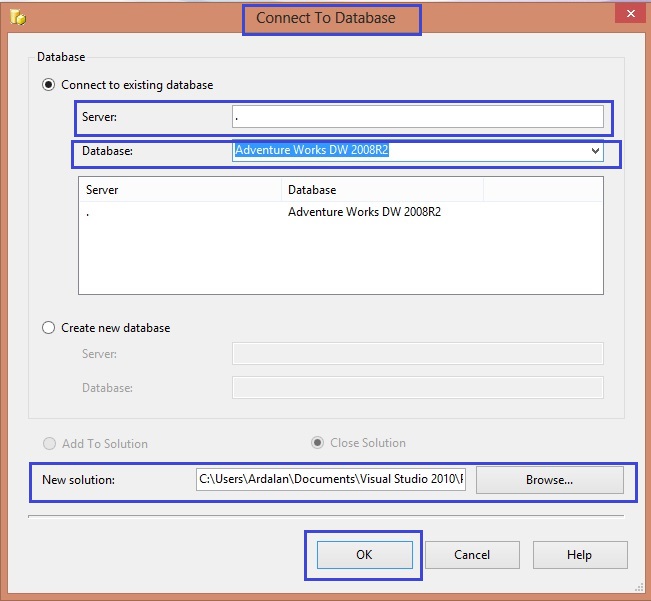 Connect To Database
Database
Connect to existing database
Server: .
Database: Adventure Works DW 2008R2
Server Database
. Adventure Works DW 2008R2
Create new database
Server:
Database:
Add To Solution Close Solution
New solution: C:\Users\Ardalan\Documents\Visual Studio 2010\ Browse...
OK Cancel Help